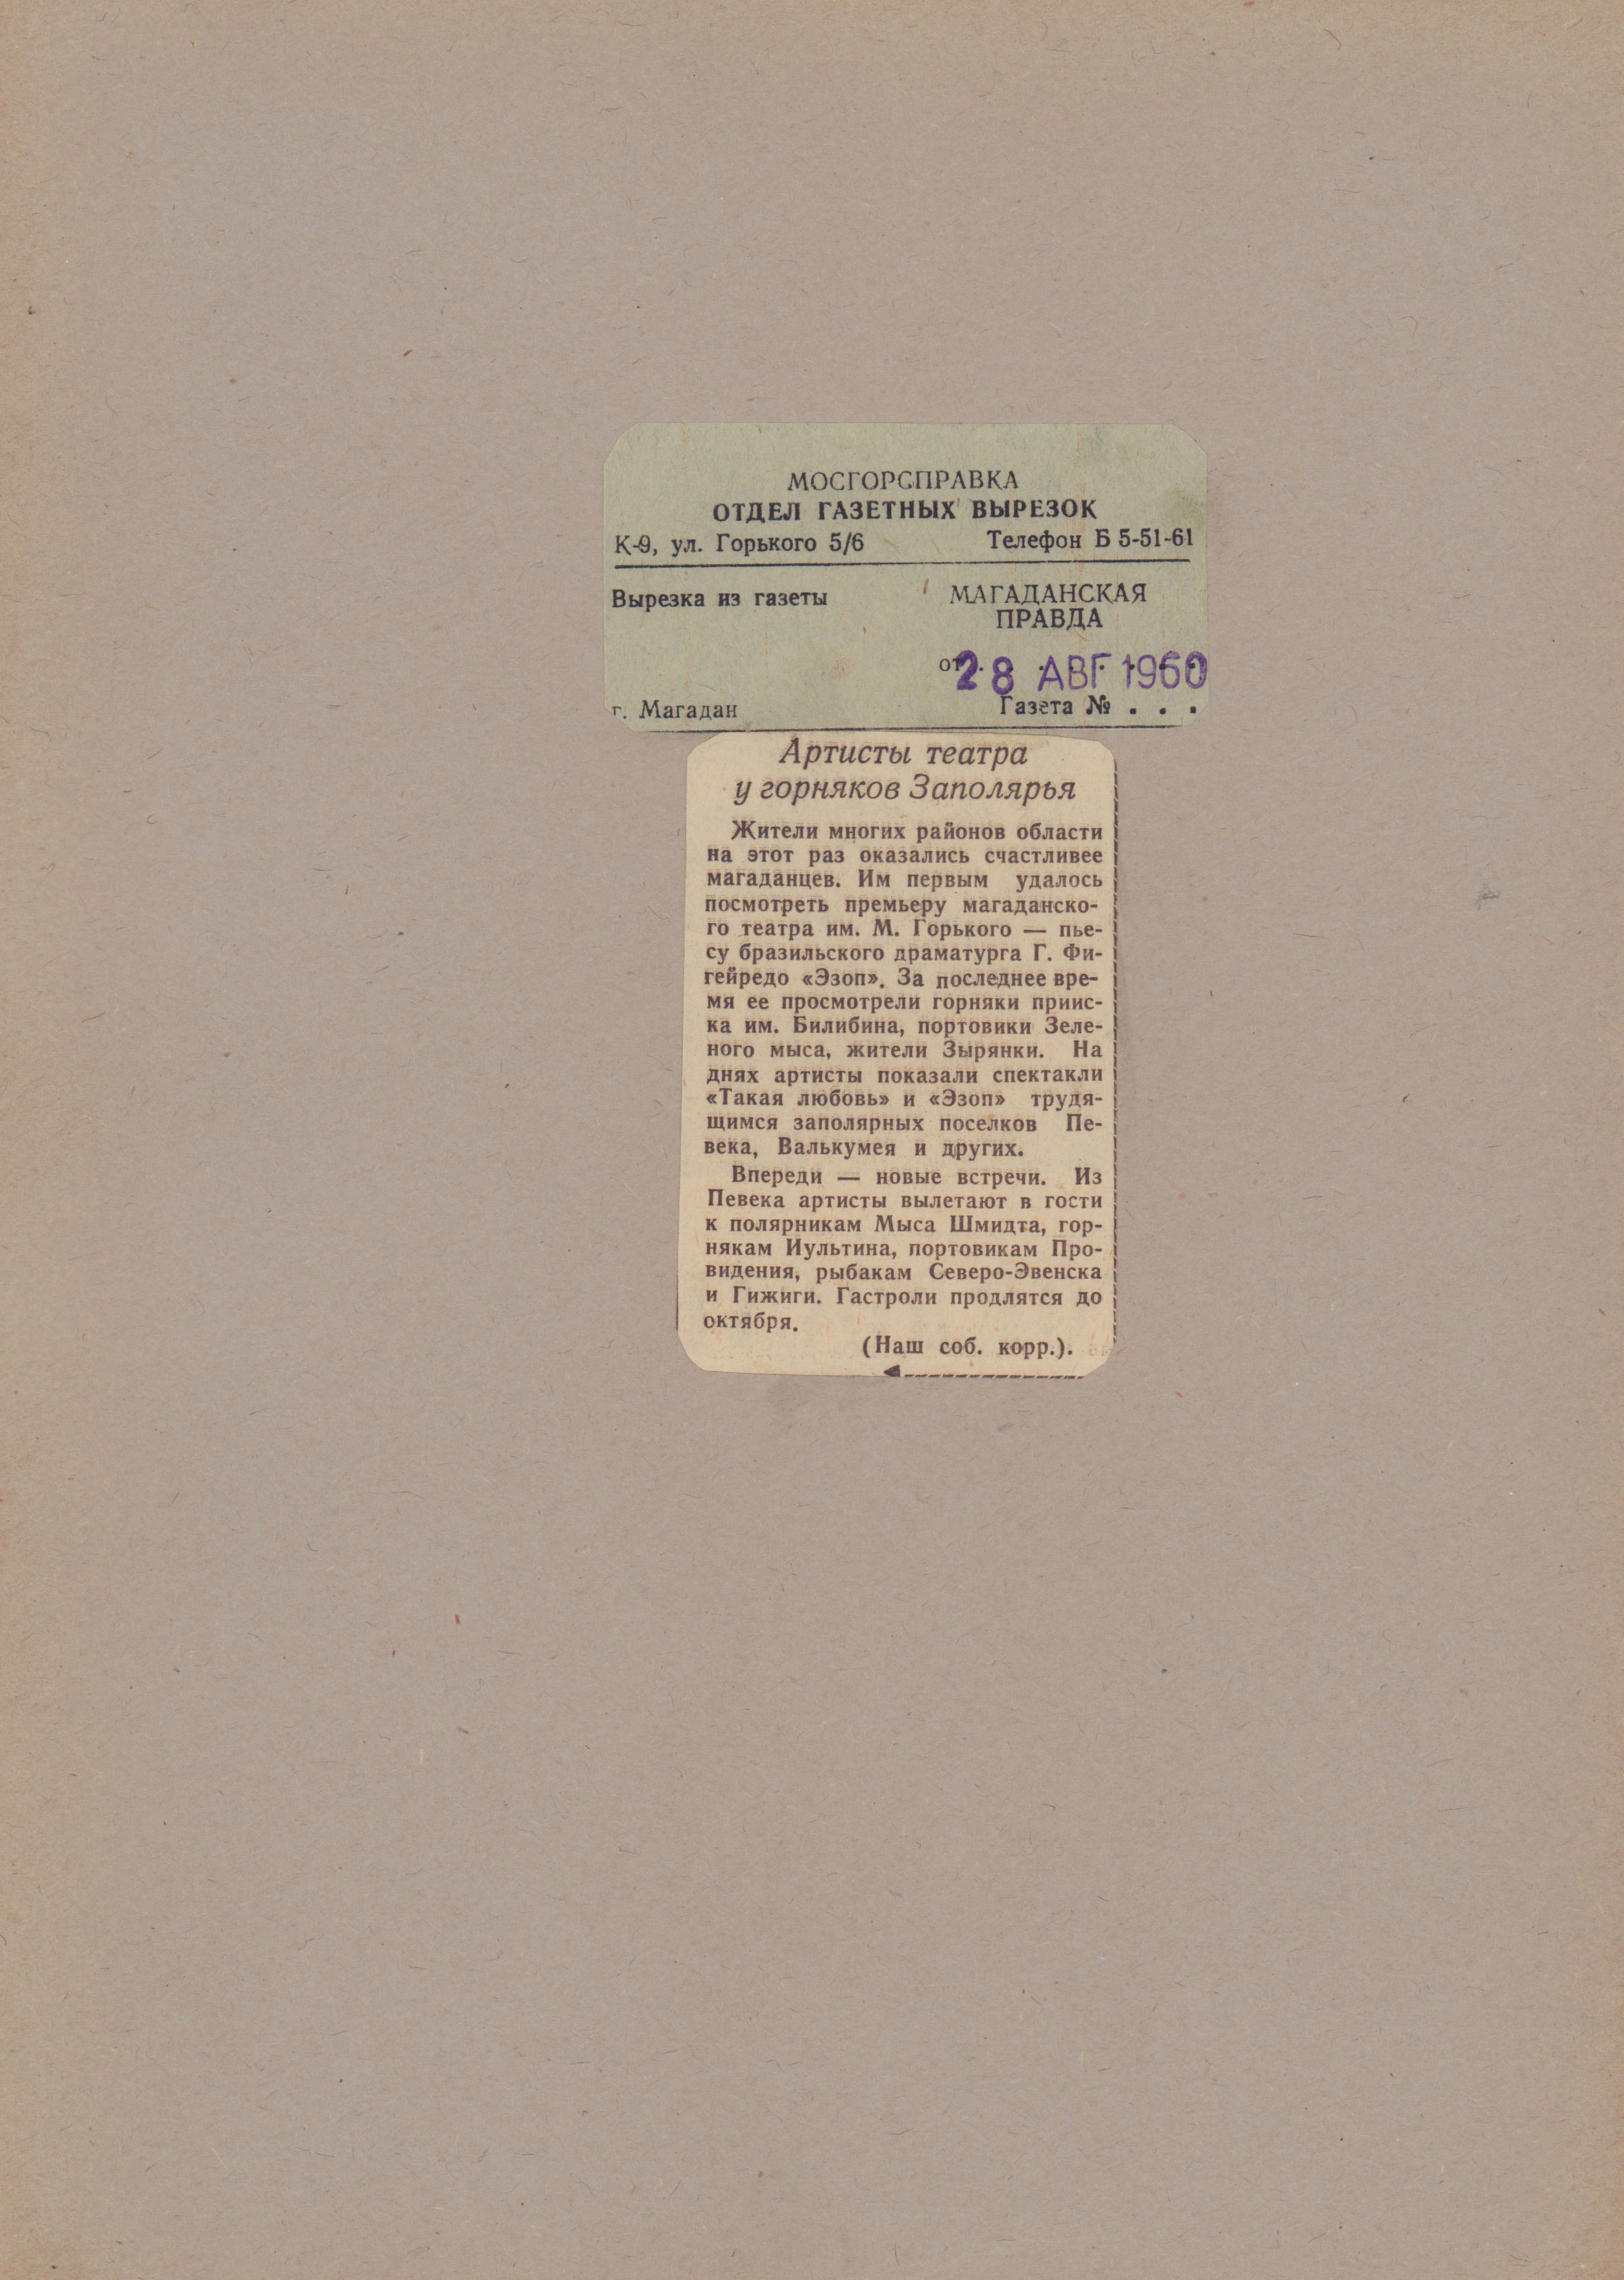 МОСГОРСПРАВКА
ОТДЕЛ ГАЗЕТНЫХ ВЫРЕЗОК
К-9, ул. Горького 5/6 Телефон Б 5-51-61
Вырезка из газеты МАГАДАНСКАЯ
ПРАВДА
от 28 АВГ 1960
г. Магадан Газета № . . .
Артисты театра
у горняков Заполярья
Жители многих районов области
на этот раз оказались счастливее
магаданцев. Им первым удалось
посмотреть премьеру магаданско-
го театра им. М. Горького — пье-
су бразильского драматурга Г. Фи-
гейредо «Эзоп». За последнее вре-
мя ее просмотрели горняки приис-
ка им. Билибина, портовики Зеле-
ного мыса, жители Зырянки. На
днях артисты показали спектакли
«Такая любовь» и «Эзоп» трудя-
щимся заполярных поселков Пе-
века, Валькумея и других.
Впереди — новые встречи. Из
Певека артисты вылетают в гости
к полярникам Мыса Шмидта, гор-
някам Иультина, портовикам Про-
видения, рыбакам Северо-Эвенска
и Гижиги. Гастроли продлятся до
октября.
(Наш соб. корр.).